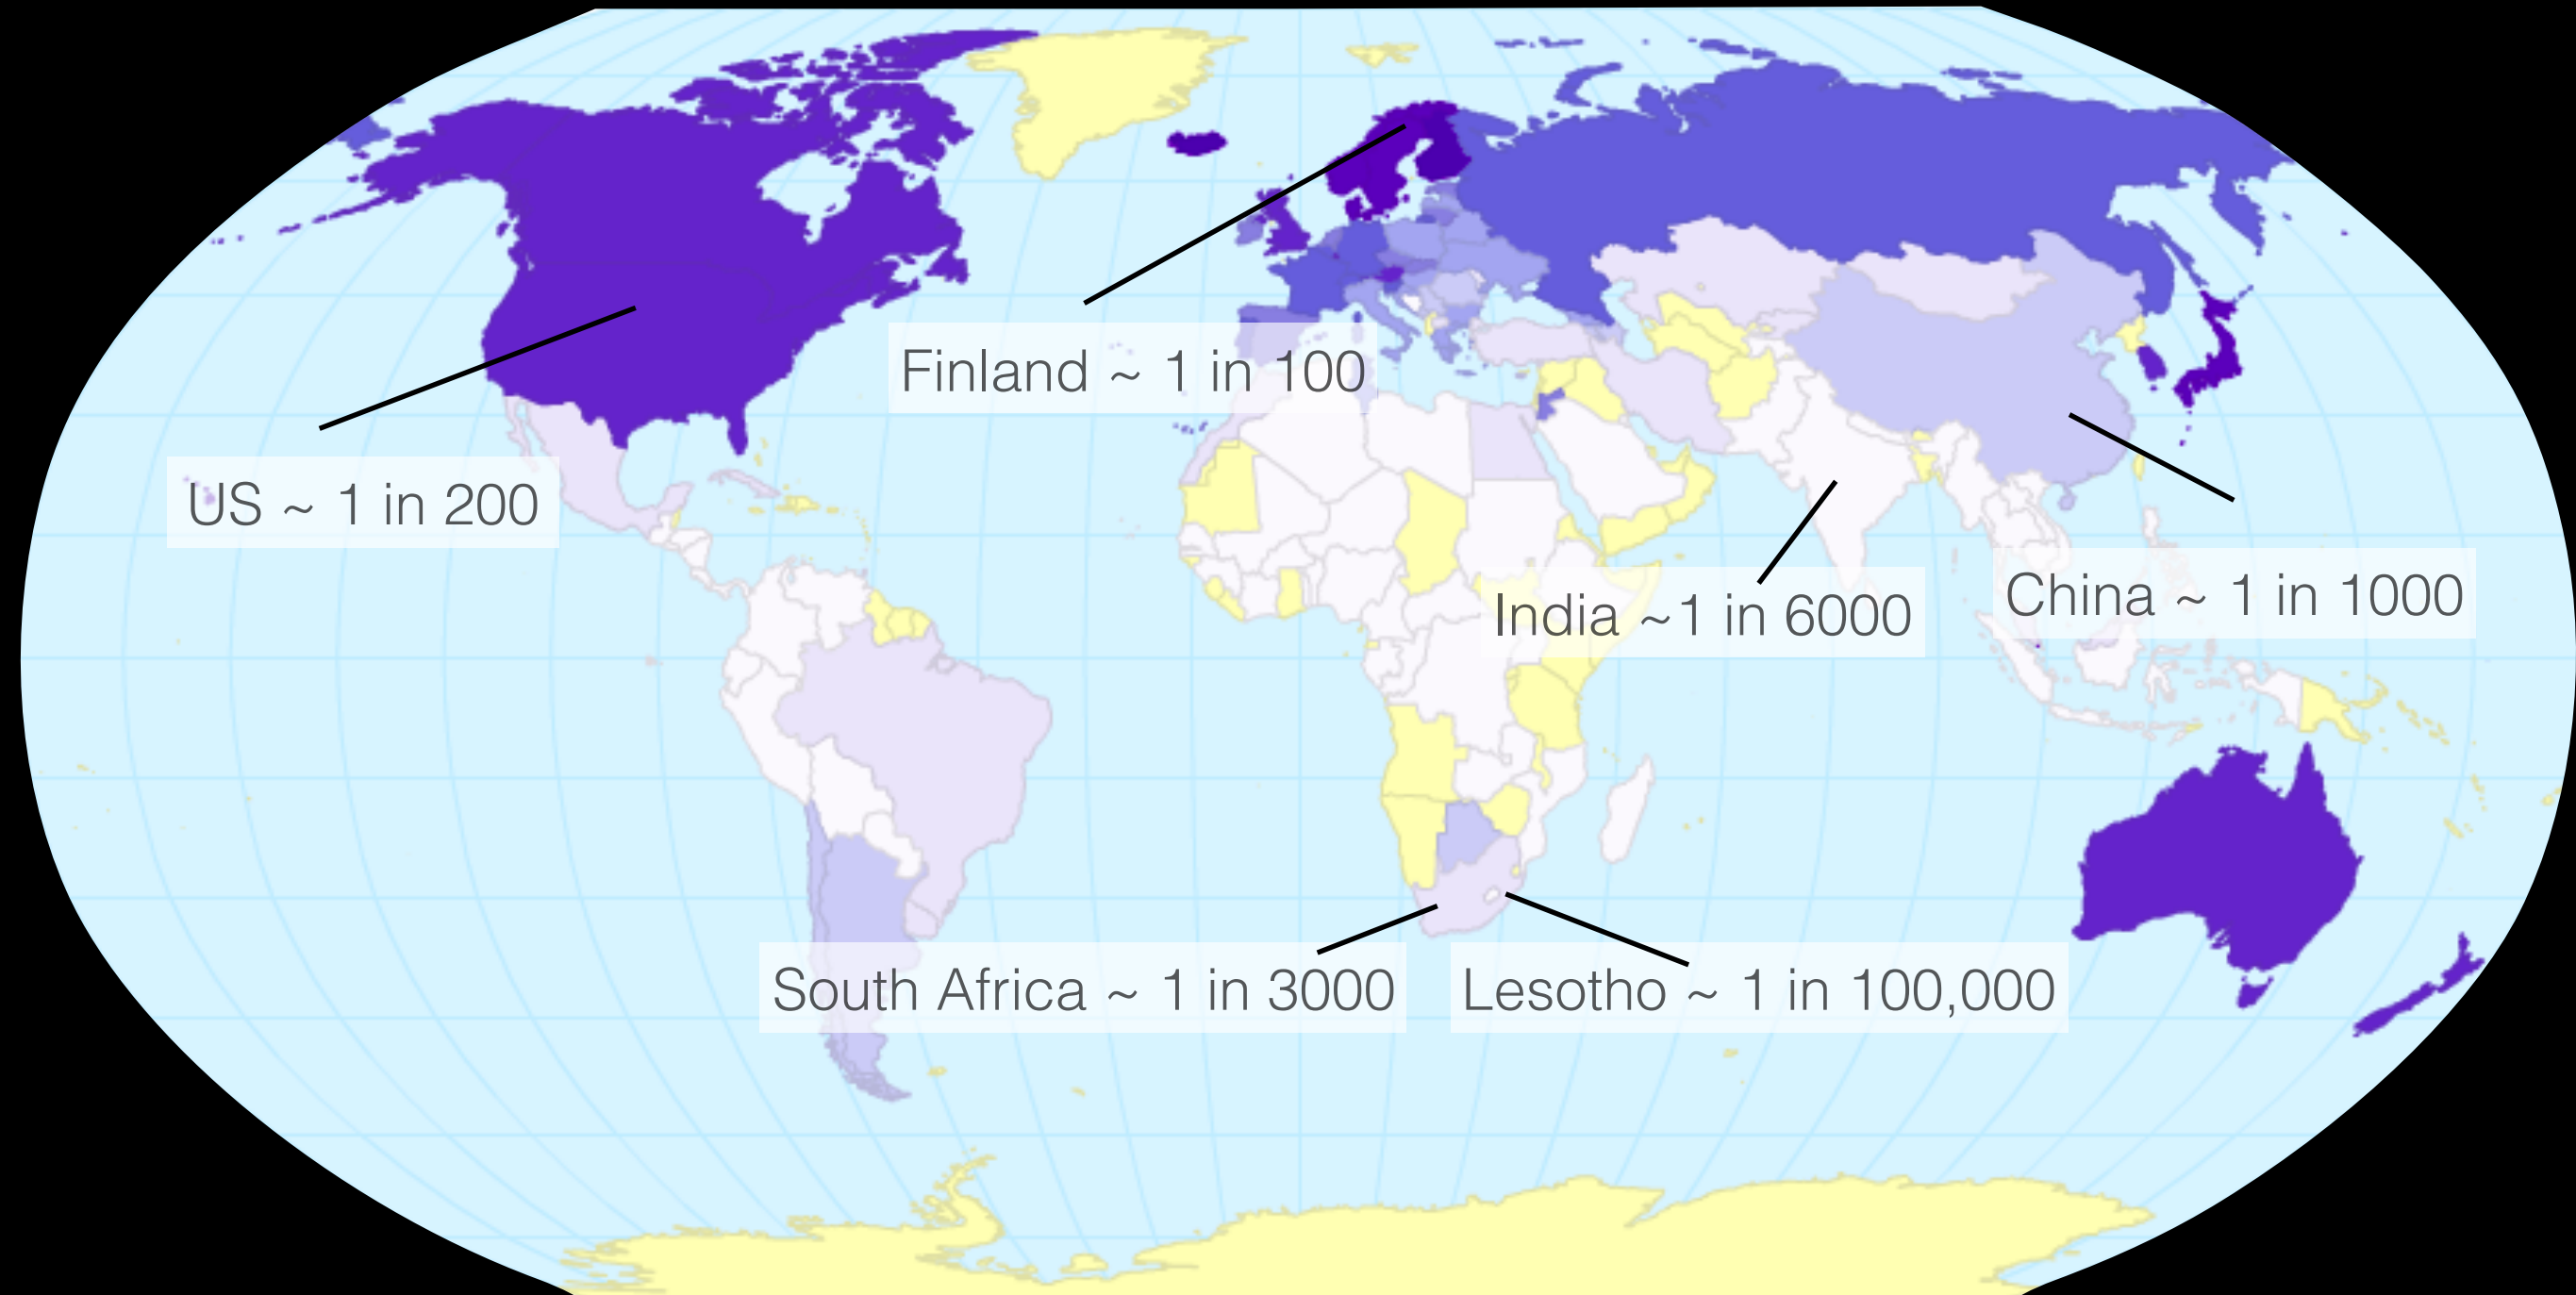 Finland ~ 1 in 100
US ~ 1 in 200
India ~1 in 6000
China ~ 1 in 1000
South Africa ~ 1 in 3000
Lesotho ~ 1 in 100,000